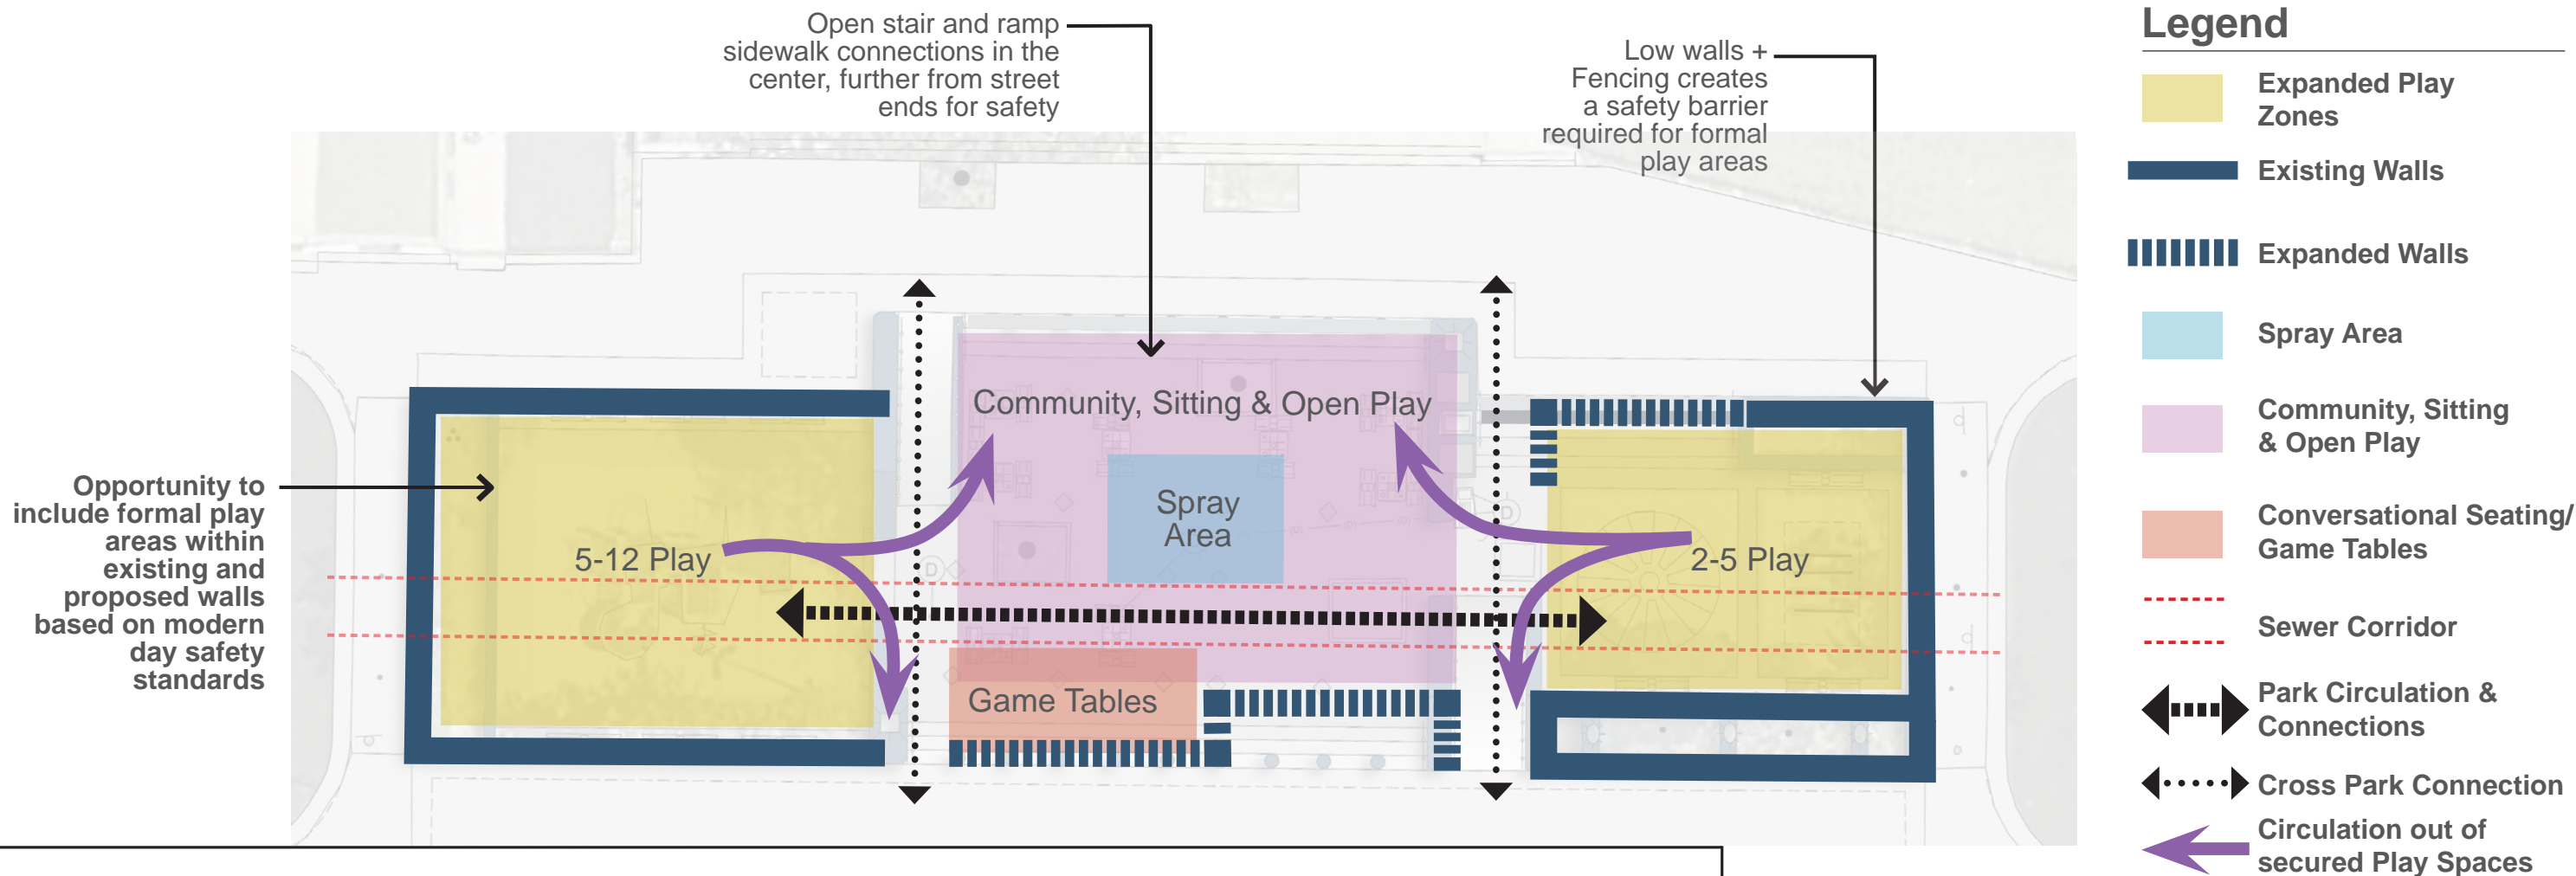 Open stair and ramp
sidewalk connections in the
center, further from street
ends for safety
Low walls +
Fencing creates
a safety barrier
required for formal
play areas
Opportunity to
include formal play
areas within
existing and
proposed walls
based on modern
day safety
standards
Community, Sitting & Open Play
Spray
Area
5-12 Play
2-5 Play
Game Tables
D
D
Legend
Expanded Play
Zones
Existing Walls
Expanded Walls
Spray Area
Community, Sitting
& Open Play
Conversational Seating/
Game Tables
Sewer Corridor
Park Circulation &
Connections
Cross Park Connection
Circulation out of
secured Play Spaces